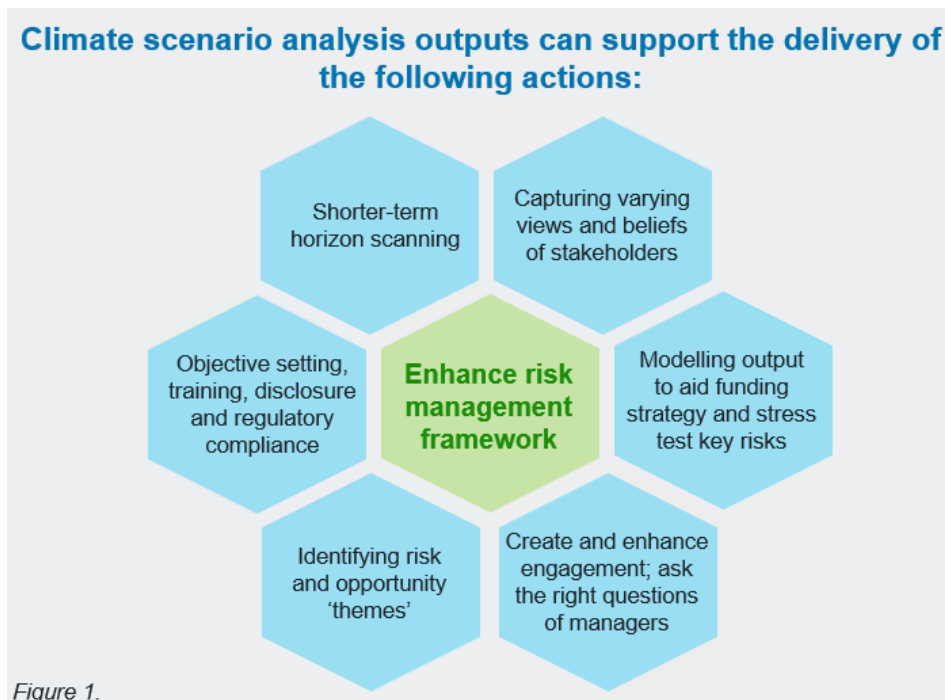 Climate scenario analysis outputs can support the delivery of
the following actions:
Shorter-term
horizon scanning
Capturing varying
views and beliefs
of stakeholders
Objective setting,
training, disclosure
and regulatory
compliance
Enhance risk
management
framework
Modelling output
to aid funding
strategy and stress
test key risks
Identifying risk
and opportunity
‘themes’
Create and enhance
engagement; ask
the right questions
of managers
Figure 1.